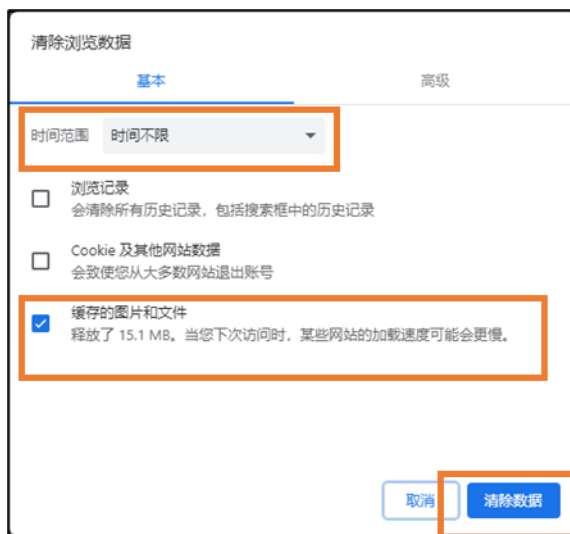 清除浏览数据
基本 高级
时间范围 时间不限
浏览记录
会清除所有历史记录，包括搜索框中的历史记录
Cookie 及其他网站数据
会致使您从大多数网站退出账号
缓存的图片和文件
释放了 15.1 MB。当您下次访问时，某些网站的加载速度可能会更慢。
取消 清除数据